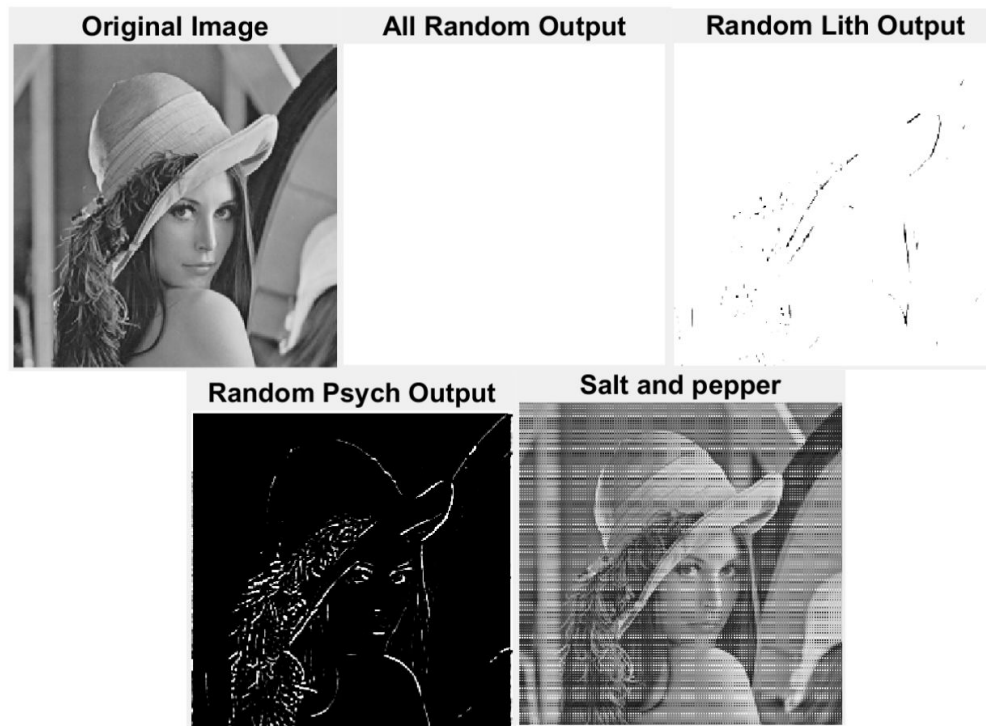 Original Image
All Random Output
Random Lith Output
Random Psych Output
Salt and pepper